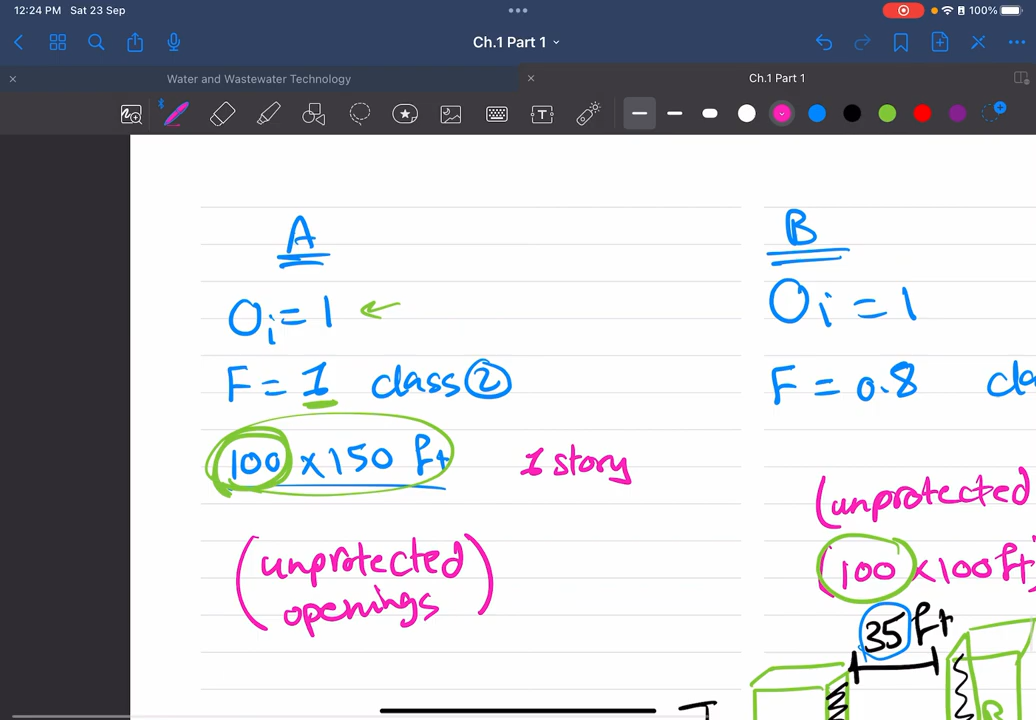 12:24 PM Sat 23 Sep
100%
Ch.1 Part 1
Water and Wastewater Technology
Ch.1 Part 1
A
Oi = 1
F = 1 class ②
100 x 150 ft 1 story
(unprotected openings)
B
Oi = 1
F = 0.8
(unprotected
(100 x 100 ft)
35 ft